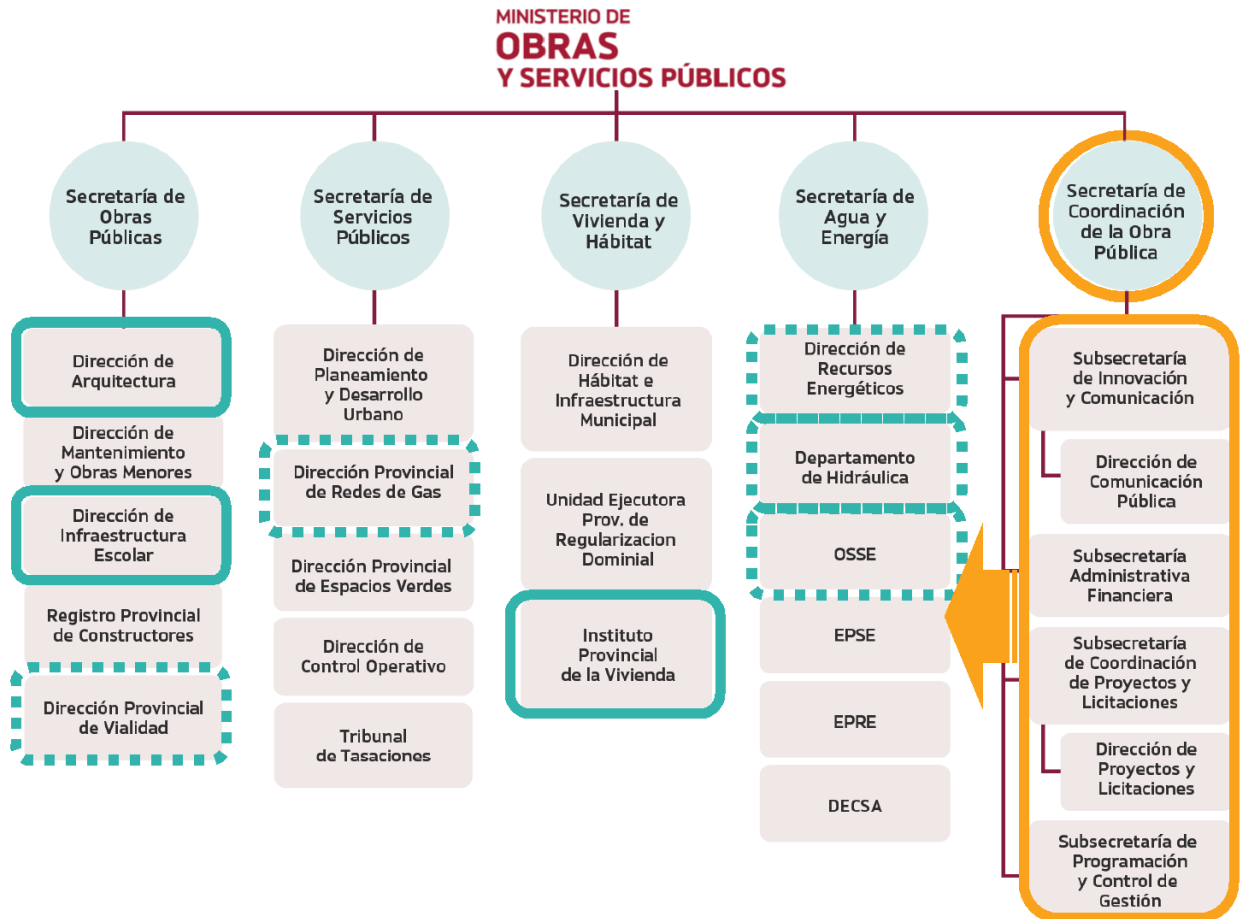 MINISTERIO DE
OBRAS
Y SERVICIOS PÚBLICOS
Secretaría de
Obras
Públicas
Secretaría de
Servicios
Públicos
Secretaría de
Vivienda y
Hábitat
Secretaría de
Agua y
Energía
Secretaría de
Coordinación
de la Obra
Pública
Dirección de
Arquitectura
Dirección de
Mantenimiento
y Obras Menores
Dirección de
Infraestructura
Escolar
Registro Provincial
de Constructores
Dirección Provincial
de Vialidad
Dirección de
Planeamiento
y Desarrollo
Urbano
Dirección Provincial
de Redes de Gas
Dirección Provincial
de Espacios Verdes
Dirección de
Control Operativo
Tribunal
de Tasaciones
Dirección de
Hábitat e
Infraestructura
Municipal
Unidad Ejecutora
Prov. de
Regularizacion
Dominial
Instituto
Provincial
de la Vivienda
Dirección de
Recursos
Energéticos
Departamento
de Hidráulica
OSSE
EPSE
EPRE
DECSA
Subsecretaría
de Innovación
y Comunicación
Dirección de
Comunicación
Pública
Subsecretaría
Administrativa
Financiera
Subsecretaría
de Coordinación
de Proyectos y
Licitaciones
Dirección de
Proyectos y
Licitaciones
Subsecretaría de
Programación
y Control de
Gestión